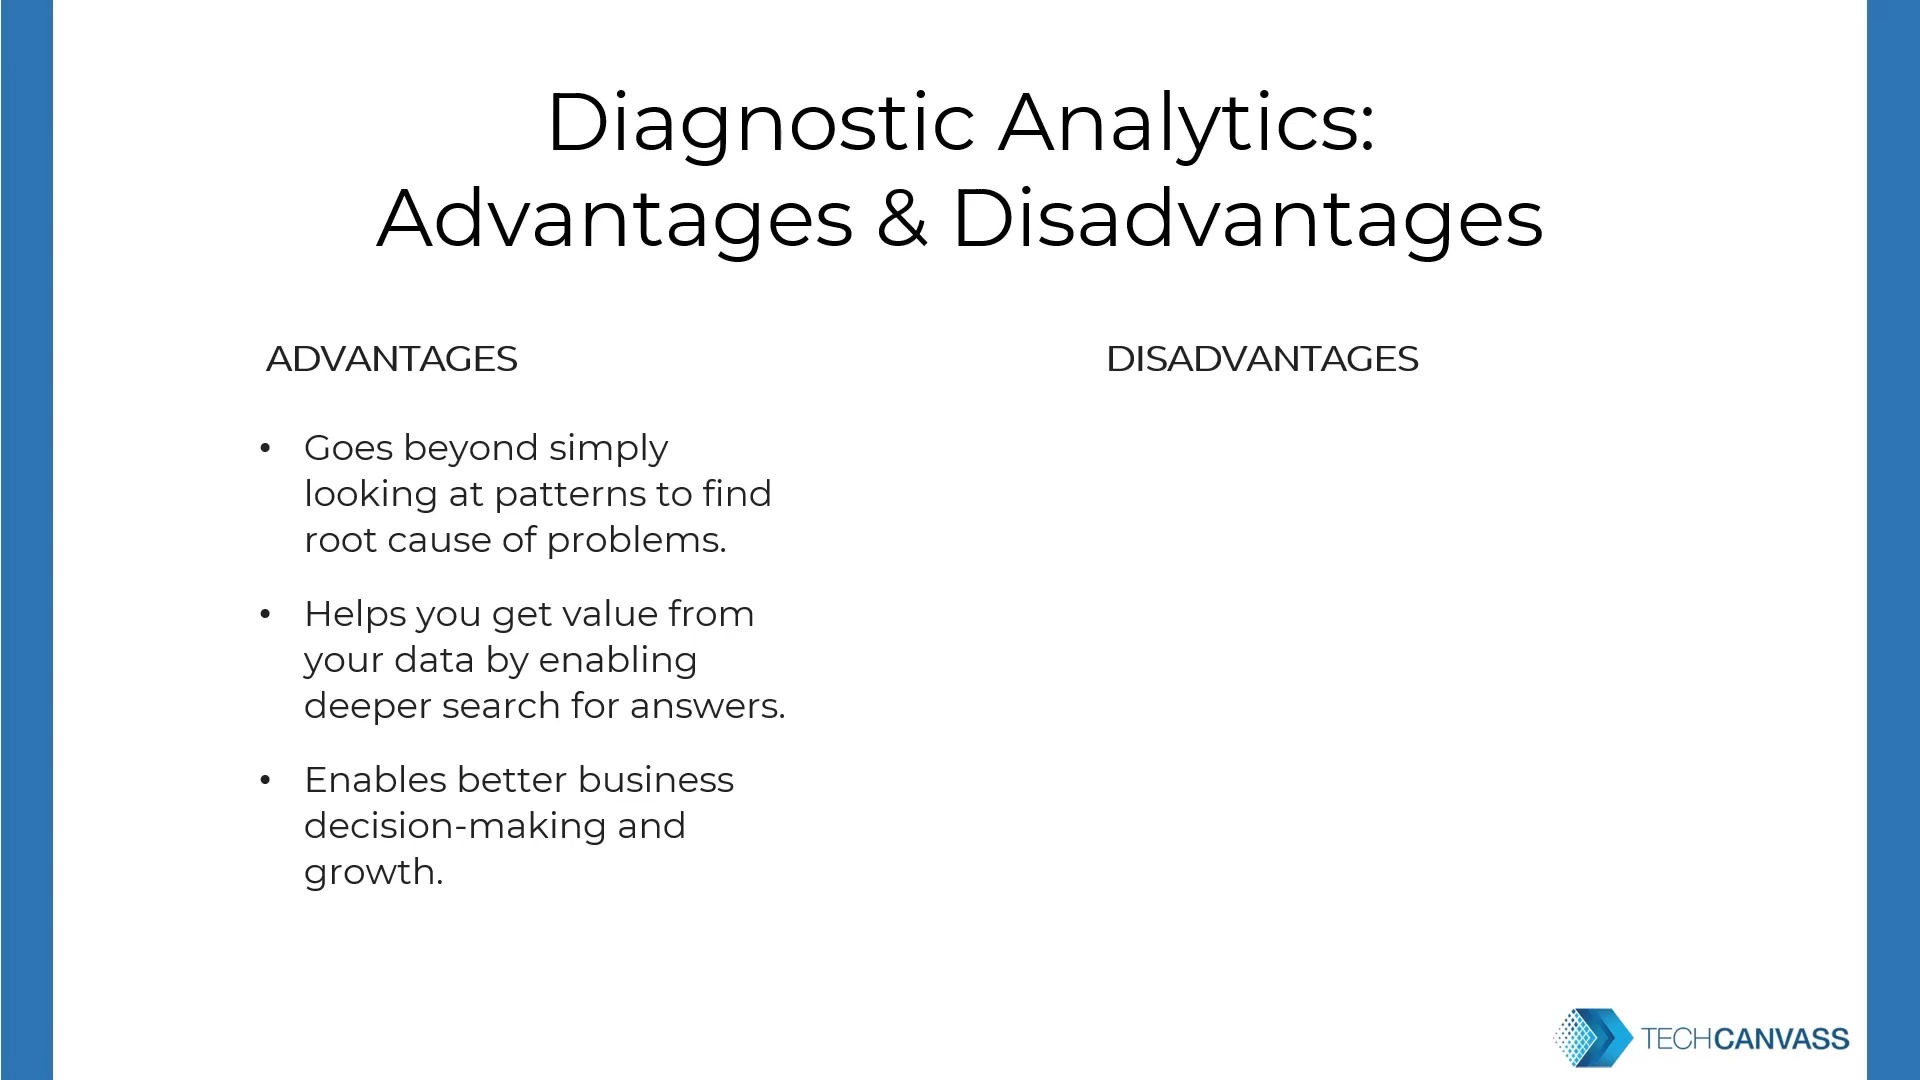 Diagnostic Analytics:
Advantages & Disadvantages
ADVANTAGES
• Goes beyond simply
looking at patterns to find
root cause of problems.
• Helps you get value from
your data by enabling
deeper search for answers.
• Enables better business
decision-making and
growth.
DISADVANTAGES
TECHCANVASS